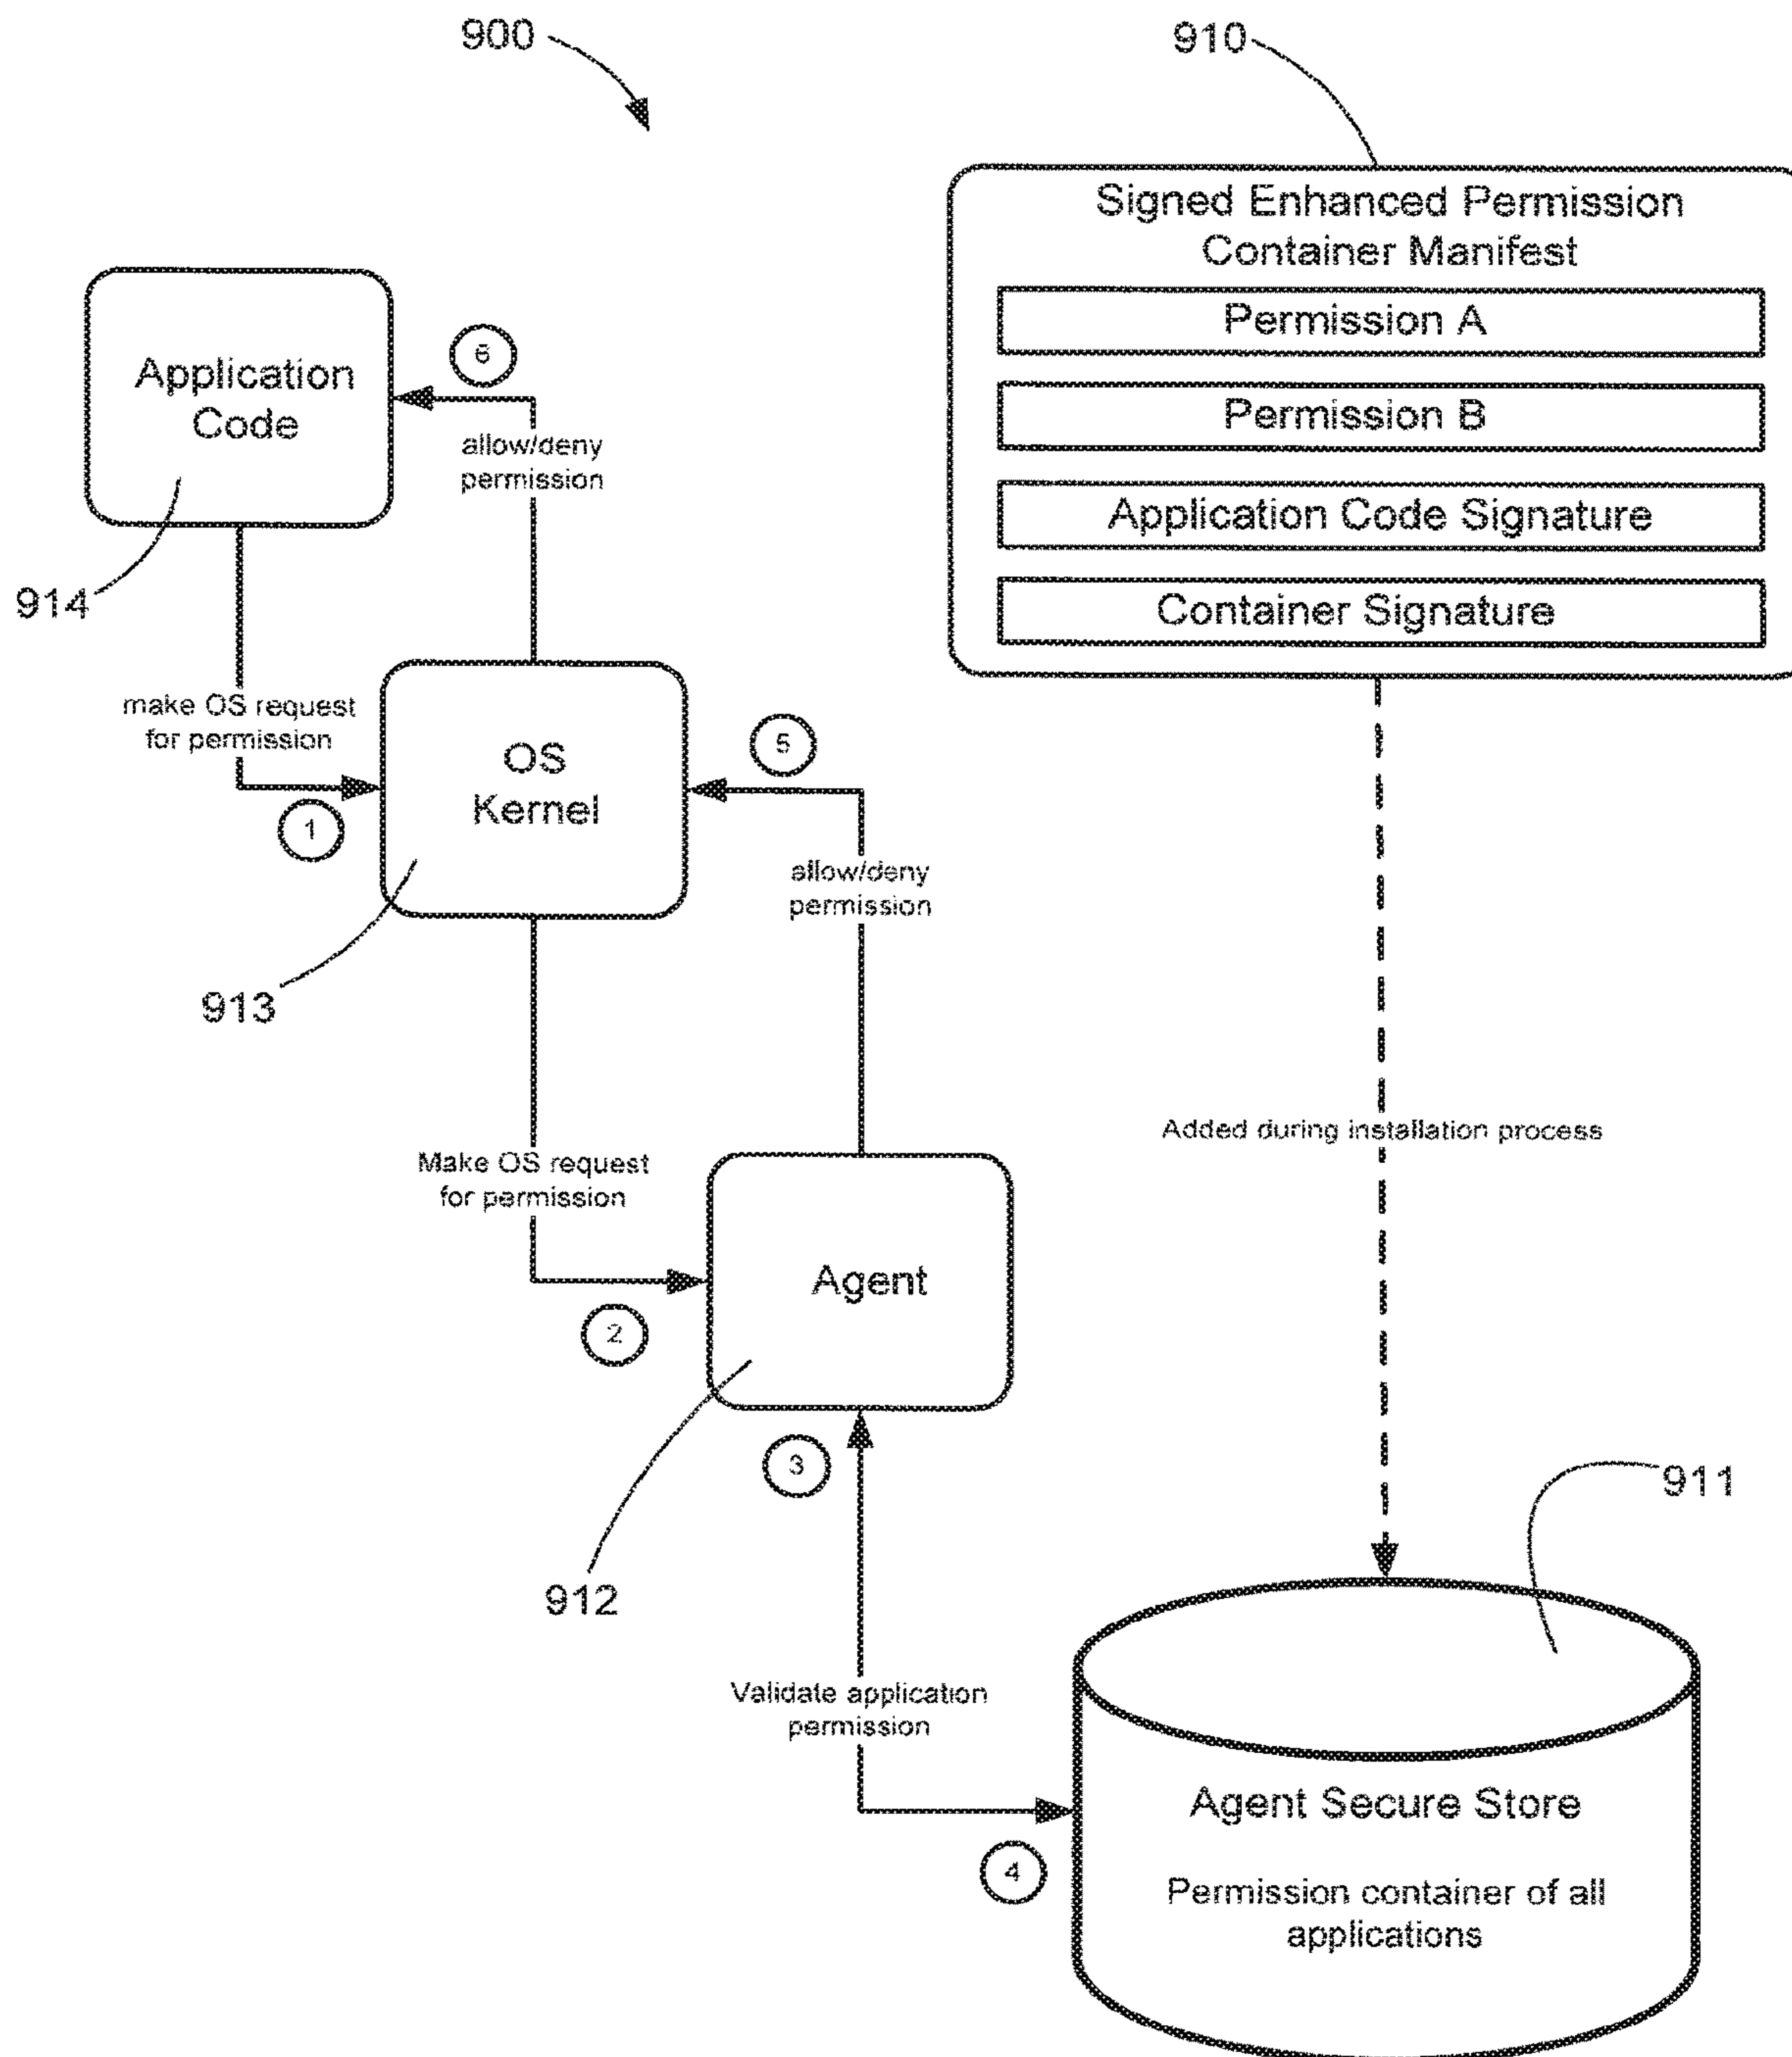 900
910
Signed Enhanced Permission
Container Manifest
Permission A
Permission B
Application Code Signature
Container Signature
Application
Code
914
6
allow/deny
permission
make OS request
for permission
1
OS
Kernel
913
5
allow/deny
permission
Make OS request
for permission
2
Agent
912
3
Added during installation process
911
Validate application
permission
4
Agent Secure Store
Permission container of all
applications